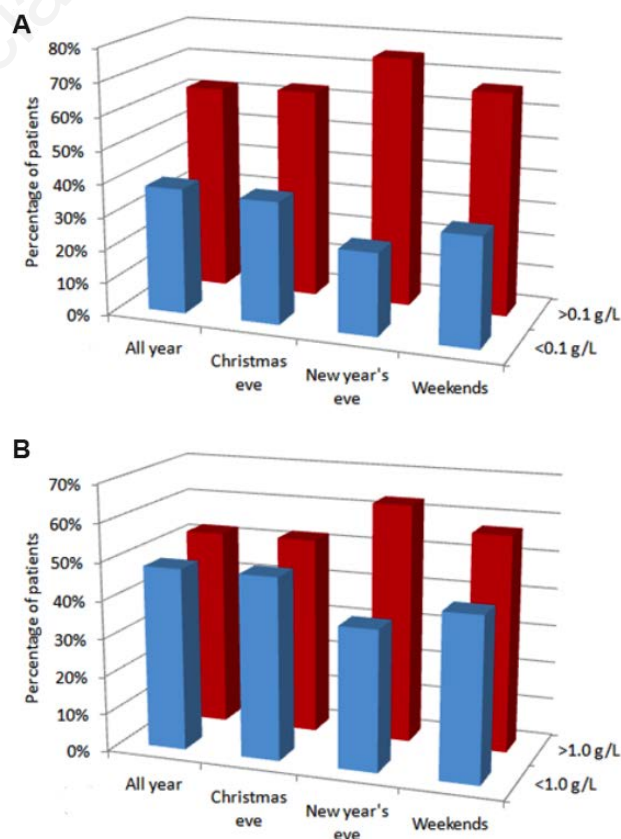 A
80%
70%
60%
50%
40%
30%
20%
10%
0%
Percentage of patients
All year
Christmas
eve
New year's
eve
Weekends
>0.1 g/L
<0.1 g/L
B
70%
60%
50%
40%
30%
20%
10%
0%
Percentage of patients
All year
Christmas
eve
New year's
eve
Weekends
>1.0 g/L
<1.0 g/L